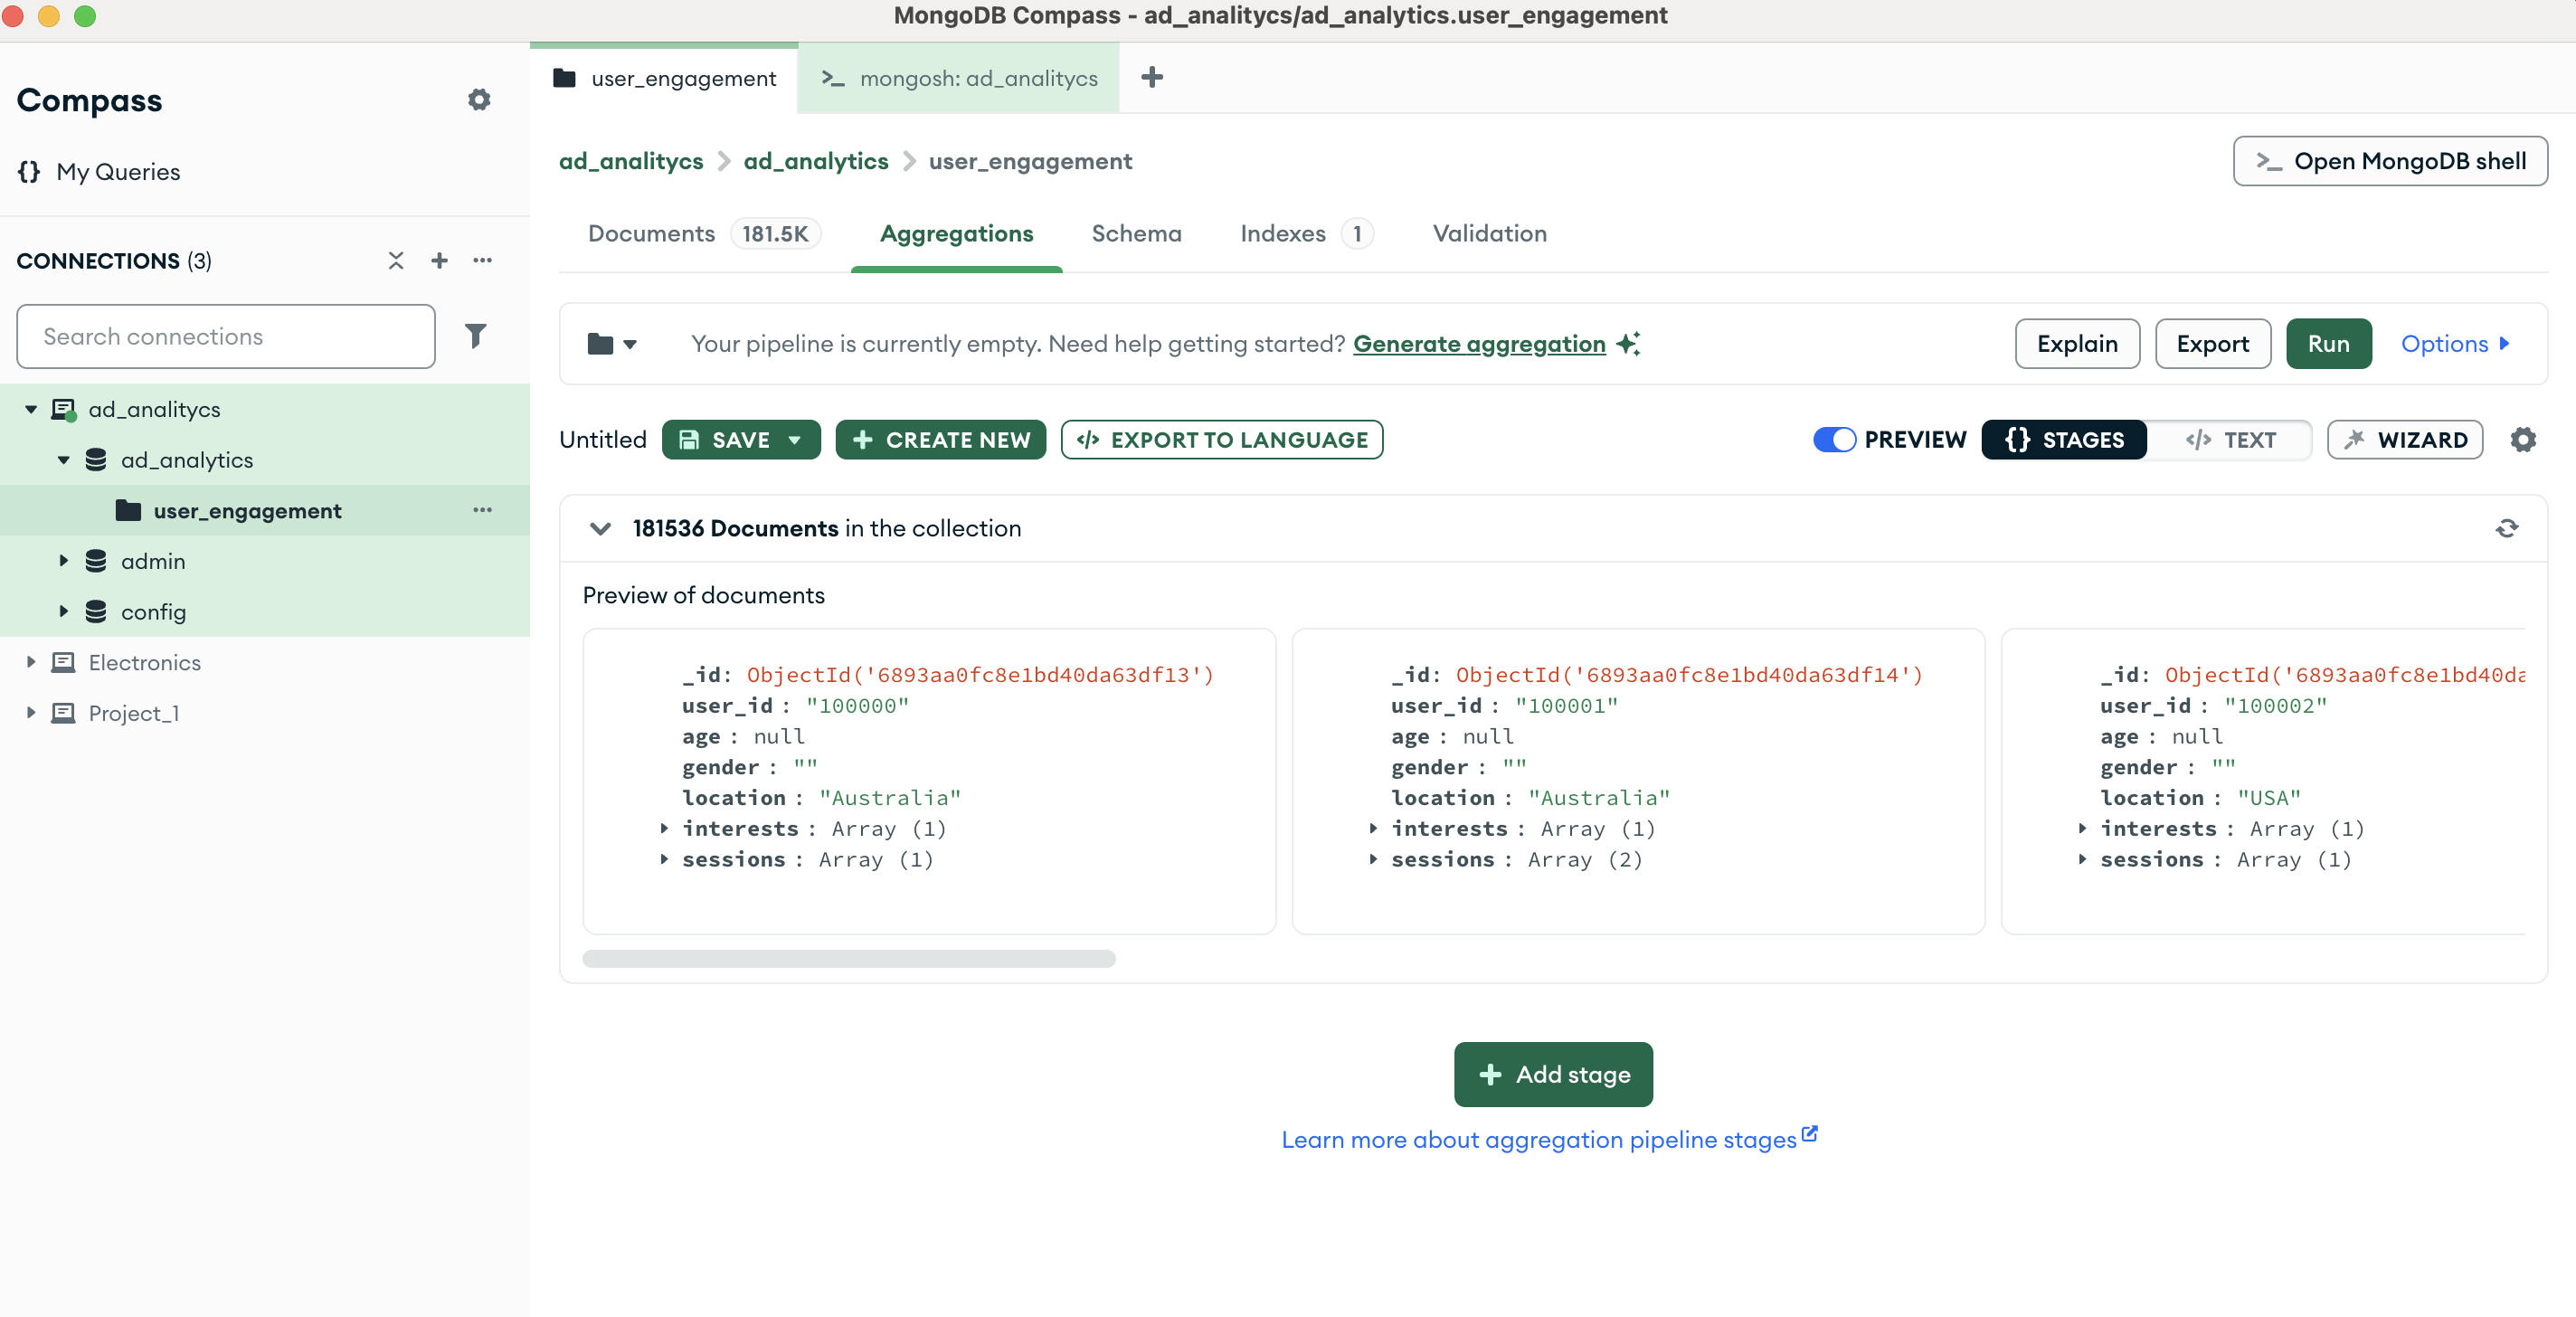 MongoDB Compass - ad_analitycs/ad_analytics.user_engagement
Compass
{} My Queries
CONNECTIONS (3)
Search connections
ad_analitycs
ad_analytics
user_engagement
admin
config
Electronics
Project_1
user_engagement
>_ mongosh: ad_analitycs
ad_analitycs > ad_analytics > user_engagement
>_ Open MongoDB shell
Documents 181.5K Aggregations Schema Indexes 1 Validation
Your pipeline is currently empty. Need help getting started? Generate aggregation
Explain Export Run Options
Untitled SAVE + CREATE NEW </> EXPORT TO LANGUAGE
PREVIEW {} STAGES </> TEXT WIZARD
181536 Documents in the collection
Preview of documents
_id: ObjectId('6893aa0fc8e1bd40da63df13')
user_id : "100000"
age : null
gender : ""
location : "Australia"
interests : Array (1)
sessions : Array (1)
_id: ObjectId('6893aa0fc8e1bd40da63df14')
user_id : "100001"
age : null
gender : ""
location : "Australia"
interests : Array (1)
sessions : Array (2)
_id: ObjectId('6893aa0fc8e1bd40da
user_id : "100002"
age : null
gender : ""
location : "USA"
interests : Array (1)
sessions : Array (1)
+ Add stage
Learn more about aggregation pipeline stages